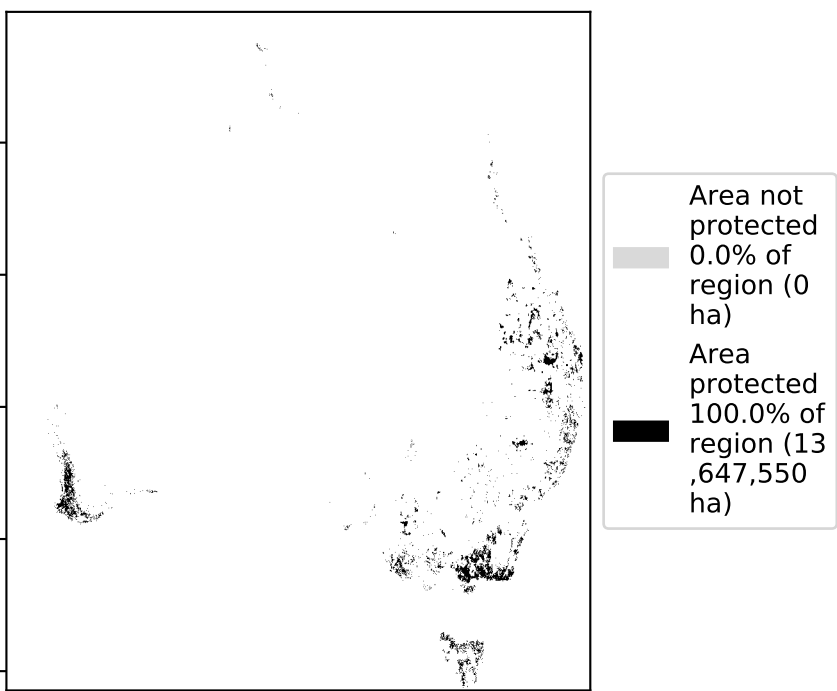 Area not
protected
0.0% of
region (0
ha)
Area
protected
100.0% of
region (13
,647,550
ha)